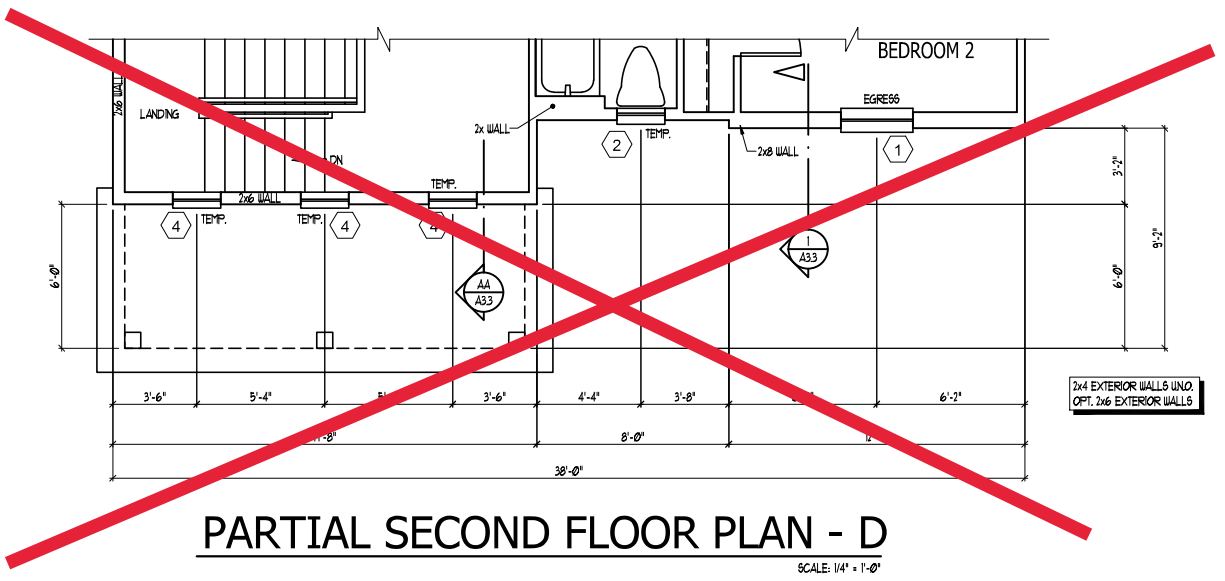 BEDROOM 2
2x6 WALL
LANDING
EGRESS
2x WALL
TEMP.
2
2x8 WALL
1
DN
3'-2"
TEMP.
2x6 WALL
4
TEMP.
TEMP.
4
4
9'-2"
1
A3.3
6'-0"
6'-0"
AA
A3.3
2x4 EXTERIOR WALLS U.N.O.
OPT. 2x6 EXTERIOR WALLS
3'-6"
5'-4"
3'-6"
4'-4"
3'-8"
6'-2"
8'-0"
38'-0"
PARTIAL SECOND FLOOR PLAN - D
SCALE: 1/4" = 1'-0"